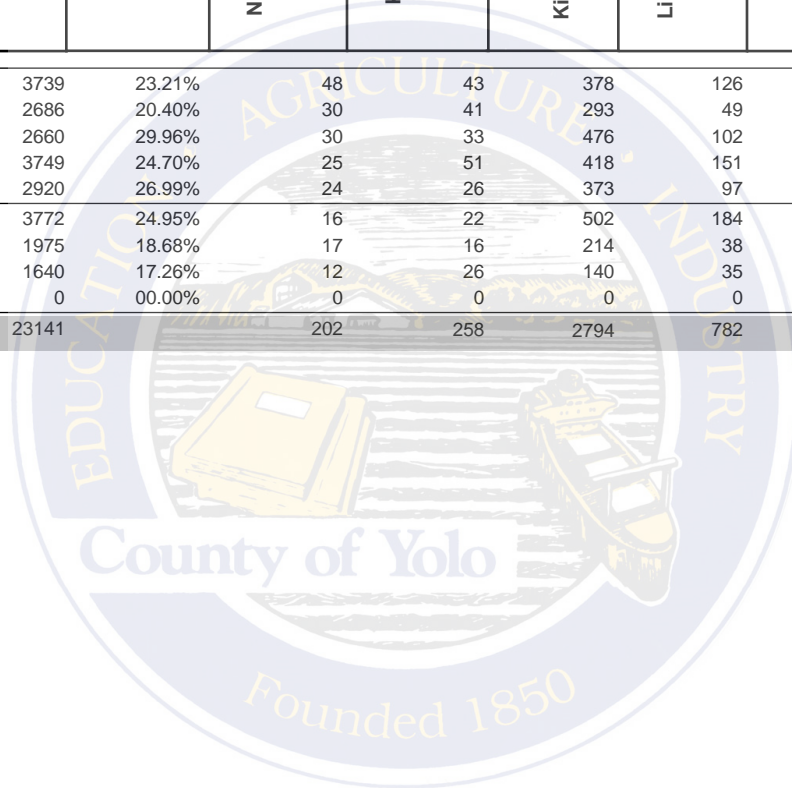 N Ki Li
3739 23.21% 48 43 378 126
2686 20.40% 30 41 293 49
2660 29.96% 30 33 476 102
3749 24.70% 25 51 418 151
2920 26.99% 24 26 373 97
3772 24.95% 16 22 502 184
1975 18.68% 17 16 214 38
1640 17.26% 12 26 140 35
0 00.00% 0 0 0 0
23141 202 258 2794 782
EDUCATION · AGRICULTURE · INDUSTRY
County of Yolo
Founded 1850